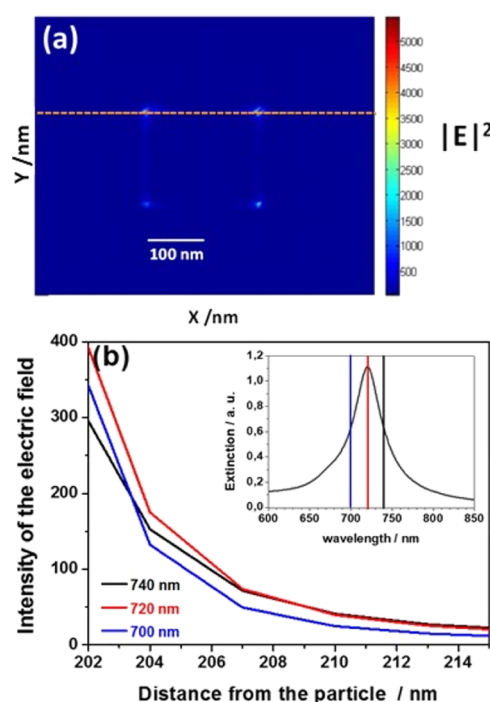 (a)
5000
4500
4000
3500
3000
2500
2000
1500
1000
500
|E|²
Y /nm
100 nm
X /nm
(b)
400
300
200
100
0
Intensity of the electric field
740 nm
720 nm
700 nm
202 204 206 208 210 212 214
Distance from the particle / nm
1,2
1,0
0,8
0,6
0,4
0,2
0,0
Extinction / a. u.
600 650 700 750 800 850
wavelength / nm